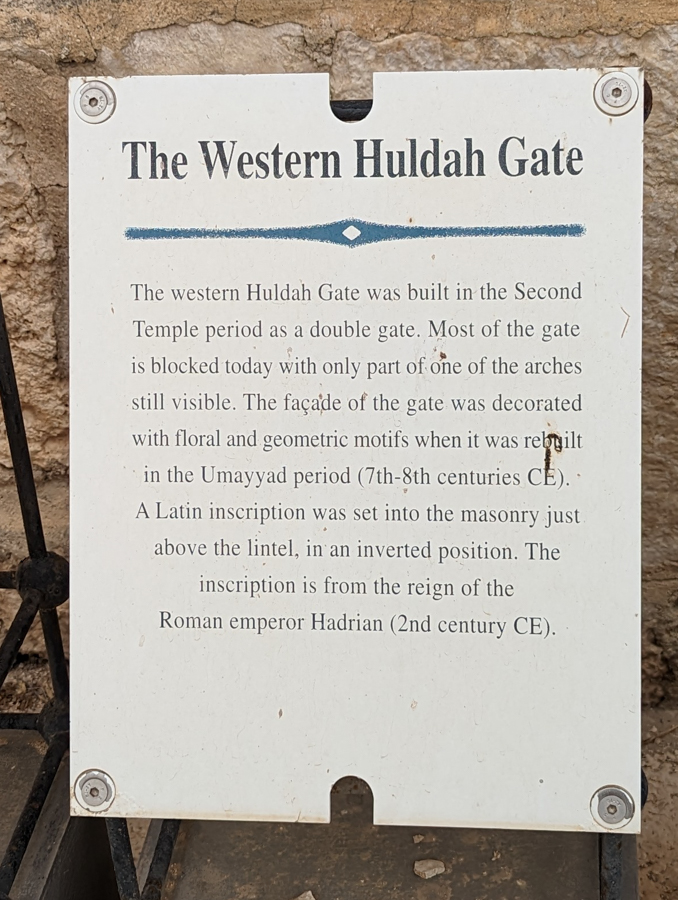 The Western Huldah Gate
The western Huldah Gate was built in the Second
Temple period as a double gate. Most of the gate
is blocked today with only part of one of the arches
still visible. The façade of the gate was decorated
with floral and geometric motifs when it was rebuilt
in the Umayyad period (7th-8th centuries CE).
A Latin inscription was set into the masonry just
above the lintel, in an inverted position. The
inscription is from the reign of the
Roman emperor Hadrian (2nd century CE).